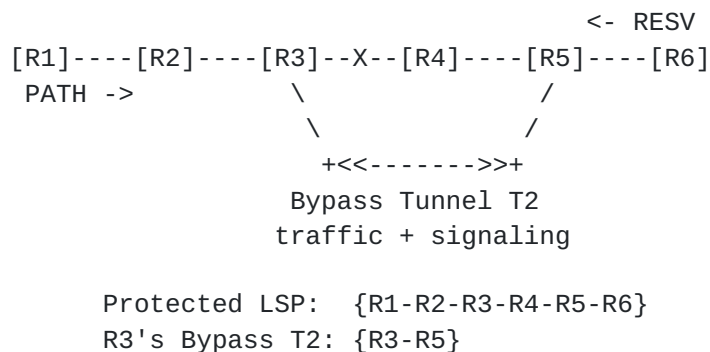 <- RESV
[R1]----[R2]----[R3]--X--[R4]----[R5]----[R6]
PATH -> \ /
\ /
+<<------->>+
Bypass Tunnel T2
traffic + signaling
Protected LSP: {R1-R2-R3-R4-R5-R6}
R3's Bypass T2: {R3-R5}